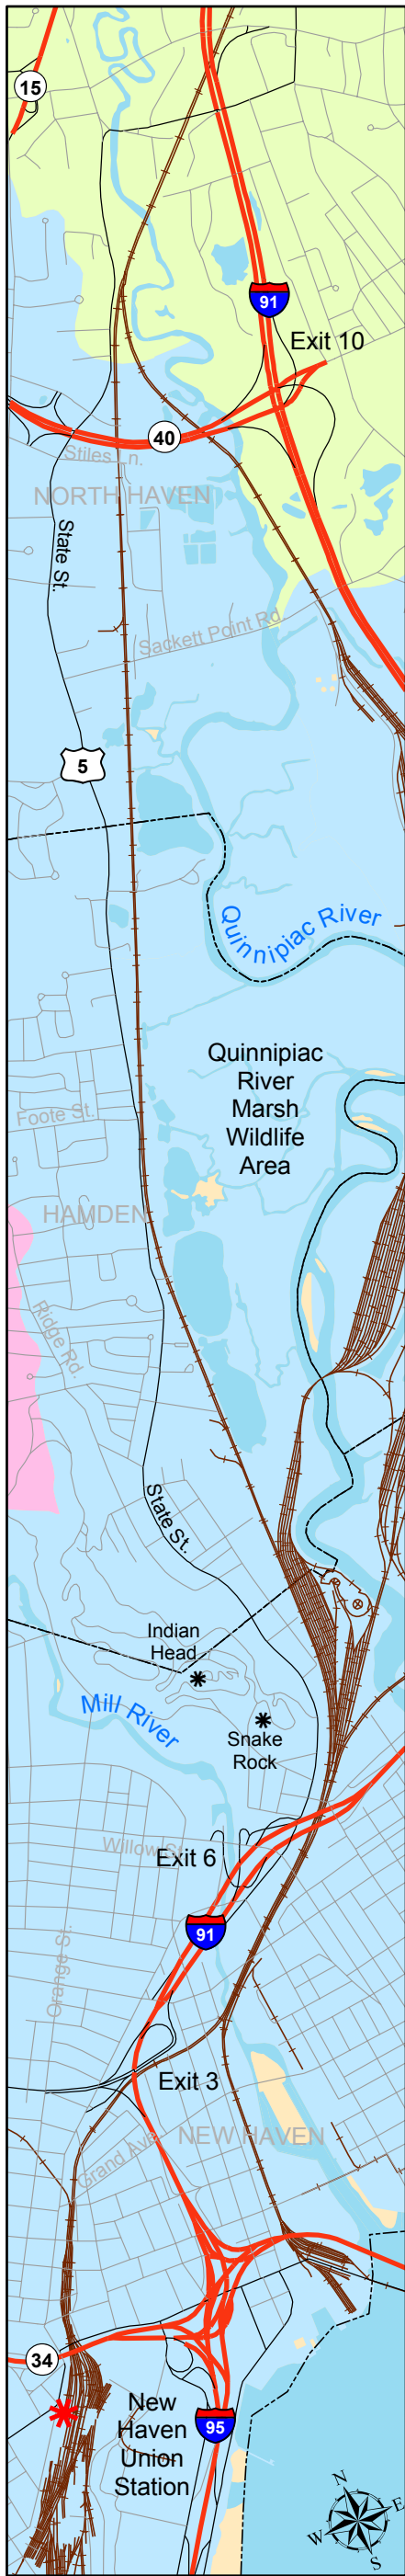 15
91
Exit 10
40
Stiles Ln.
NORTH HAVEN
State St.
Sackett Point Rd
5
Quinnipiac River
Quinnipiac
River
Marsh
Wildlife
Area
Foote St.
HAMDEN
Ridge Rd.
State St.
Indian
Head
Mill River
Snake
Rock
Willow St.
Exit 6
91
Orange St.
Exit 3
NEW HAVEN
Grand Ave.
34
New
Haven
Union
Station
95
N
E
W
S